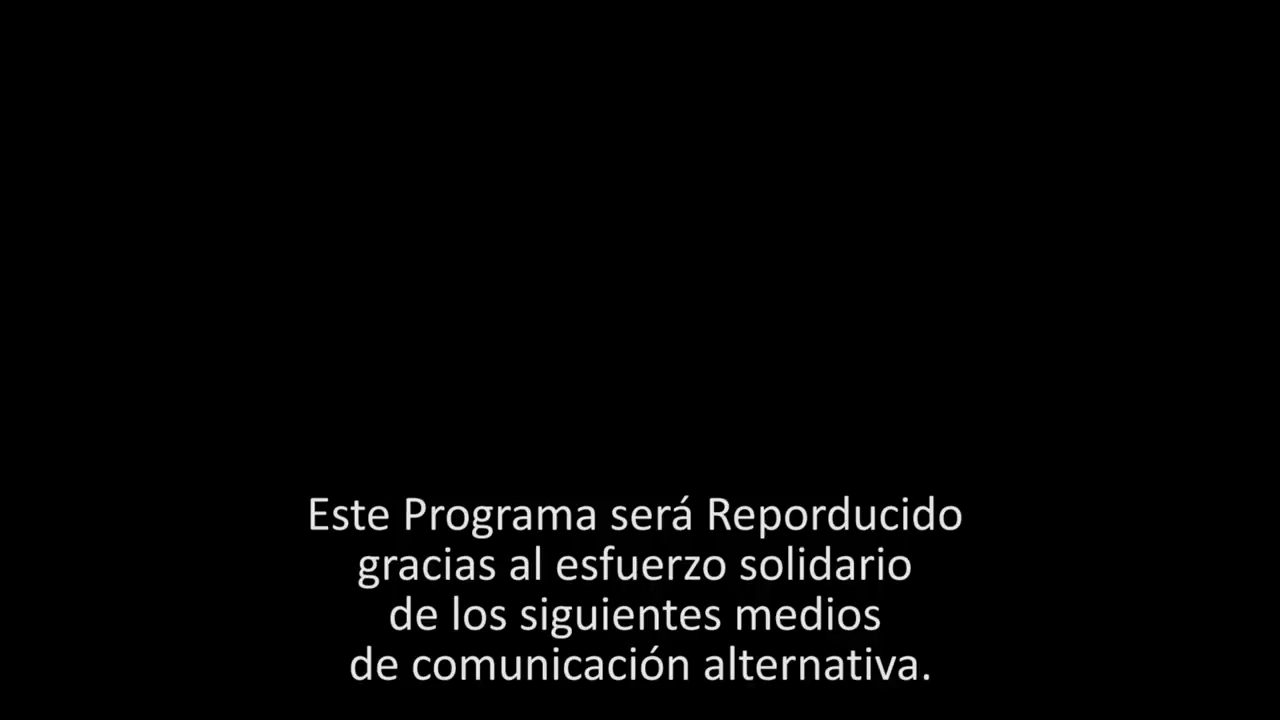 Este Programa será Reporducido
gracias al esfuerzo solidario
de los siguientes medios
de comunicación alternativa.